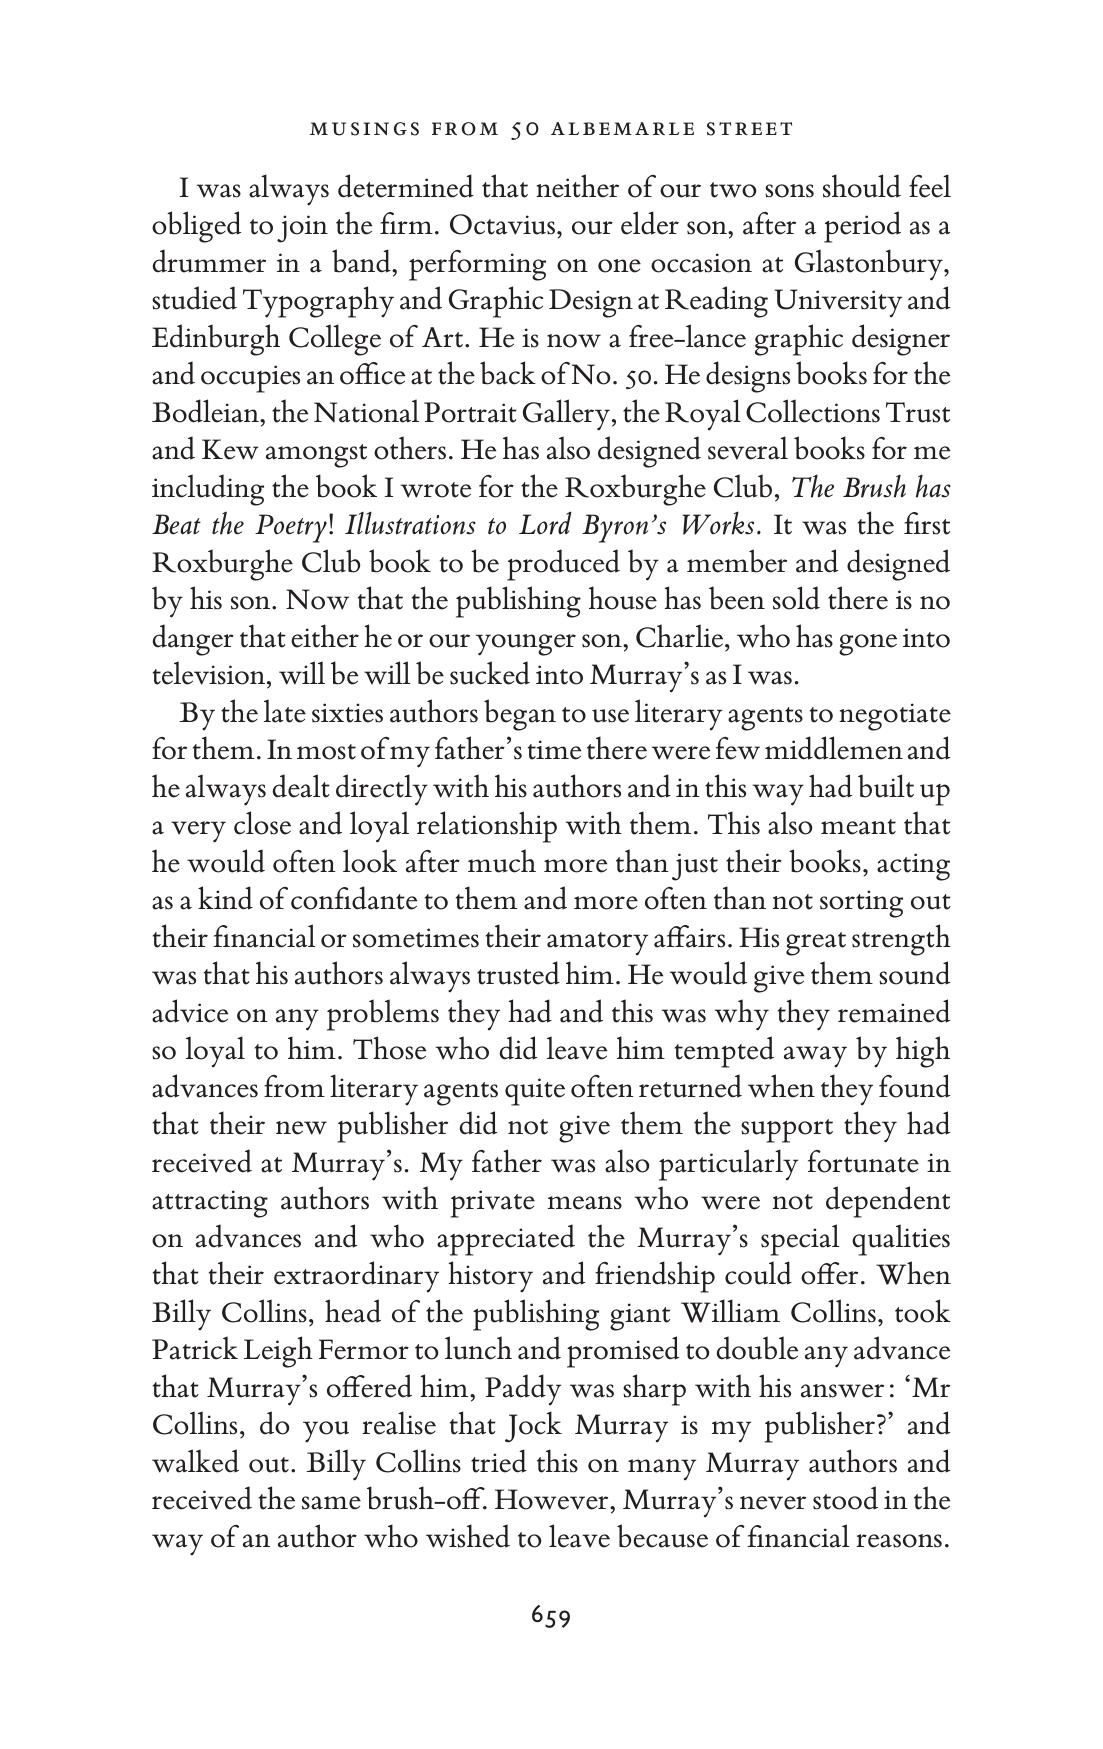 MUSINGS FROM 50 ALBEMARLE STREET
I was always determined that neither of our two sons should feel
obliged to join the firm. Octavius, our elder son, after a period as a
drummer in a band, performing on one occasion at Glastonbury,
studied Typography and Graphic Design at Reading University and
Edinburgh College of Art. He is now a free-lance graphic designer
and occupies an office at the back of No. 50. He designs books for the
Bodleian, the National Portrait Gallery, the Royal Collections Trust
and Kew amongst others. He has also designed several books for me
including the book I wrote for the Roxburghe Club, The Brush has
Beat the Poetry! Illustrations to Lord Byron’s Works. It was the first
Roxburghe Club book to be produced by a member and designed
by his son. Now that the publishing house has been sold there is no
danger that either he or our younger son, Charlie, who has gone into
television, will be will be sucked into Murray’s as I was.
By the late sixties authors began to use literary agents to negotiate
for them. In most of my father’s time there were few middlemen and
he always dealt directly with his authors and in this way had built up
a very close and loyal relationship with them. This also meant that
he would often look after much more than just their books, acting
as a kind of confidante to them and more often than not sorting out
their financial or sometimes their amatory affairs. His great strength
was that his authors always trusted him. He would give them sound
advice on any problems they had and this was why they remained
so loyal to him. Those who did leave him tempted away by high
advances from literary agents quite often returned when they found
that their new publisher did not give them the support they had
received at Murray’s. My father was also particularly fortunate in
attracting authors with private means who were not dependent
on advances and who appreciated the Murray’s special qualities
that their extraordinary history and friendship could offer. When
Billy Collins, head of the publishing giant William Collins, took
Patrick Leigh Fermor to lunch and promised to double any advance
that Murray’s offered him, Paddy was sharp with his answer: ‘Mr
Collins, do you realise that Jock Murray is my publisher?’ and
walked out. Billy Collins tried this on many Murray authors and
received the same brush-off. However, Murray’s never stood in the
way of an author who wished to leave because of financial reasons.
659